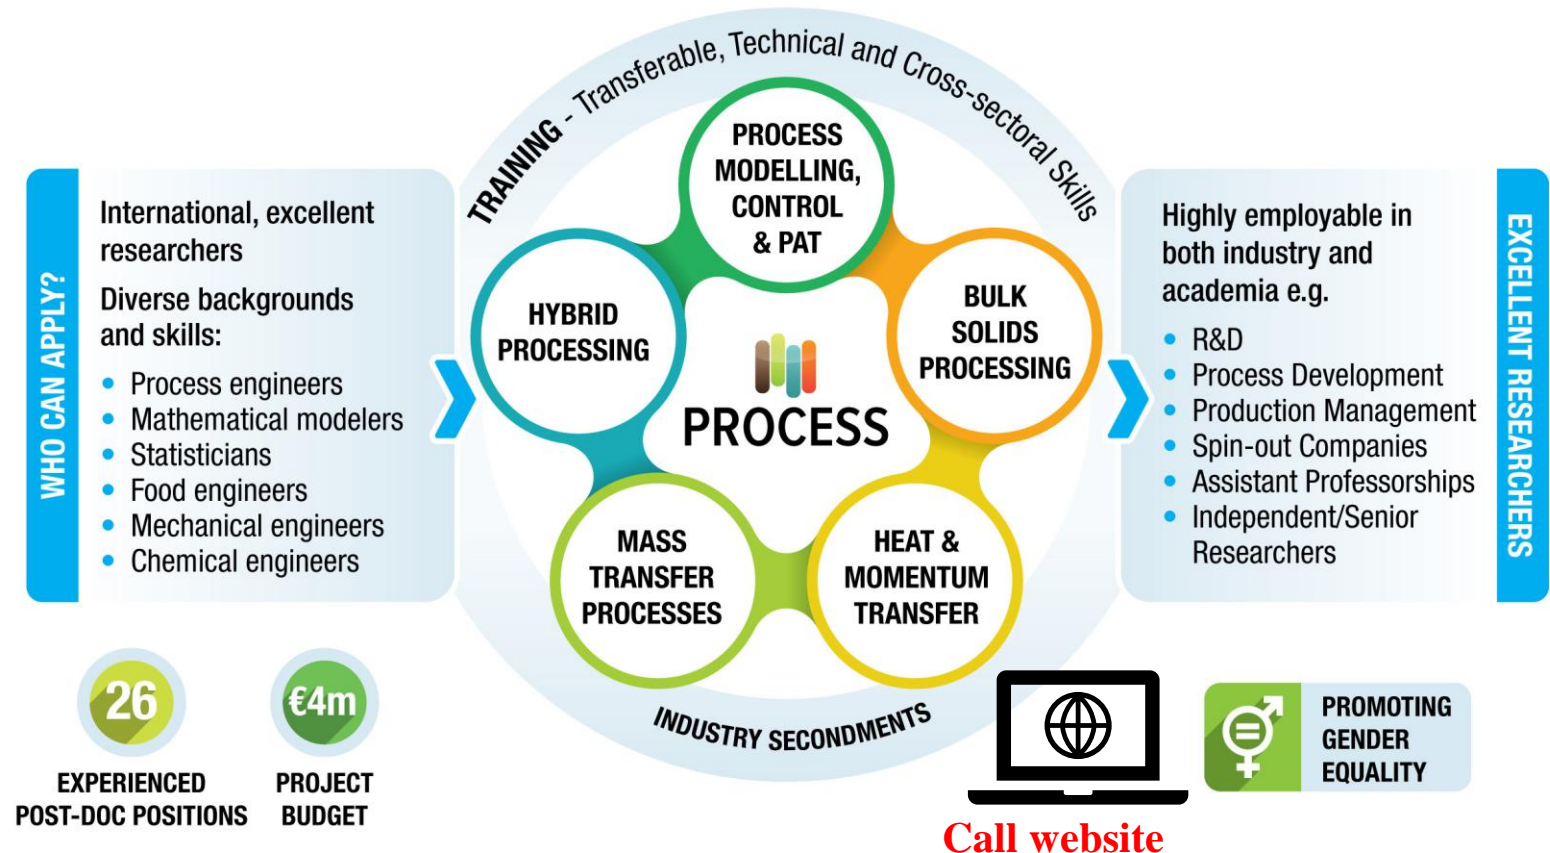 TRAINING - Transferable, Technical and Cross-sectoral Skills
WHO CAN APPLY?
International, excellent
researchers
Diverse backgrounds
and skills:
• Process engineers
• Mathematical modelers
• Statisticians
• Food engineers
• Mechanical engineers
• Chemical engineers
PROCESS
MODELLING,
CONTROL
& PAT
HYBRID
PROCESSING
BULK
SOLIDS
PROCESSING
PROCESS
MASS
TRANSFER
PROCESSES
HEAT &
MOMENTUM
TRANSFER
INDUSTRY SECONDMENTS
Highly employable in
both industry and
academia e.g.
• R&D
• Process Development
• Production Management
• Spin-out Companies
• Assistant Professorships
• Independent/Senior
Researchers
EXCELLENT RESEARCHERS
26
EXPERIENCED
POST-DOC POSITIONS
€4m
PROJECT
BUDGET
Call website
PROMOTING
GENDER
EQUALITY